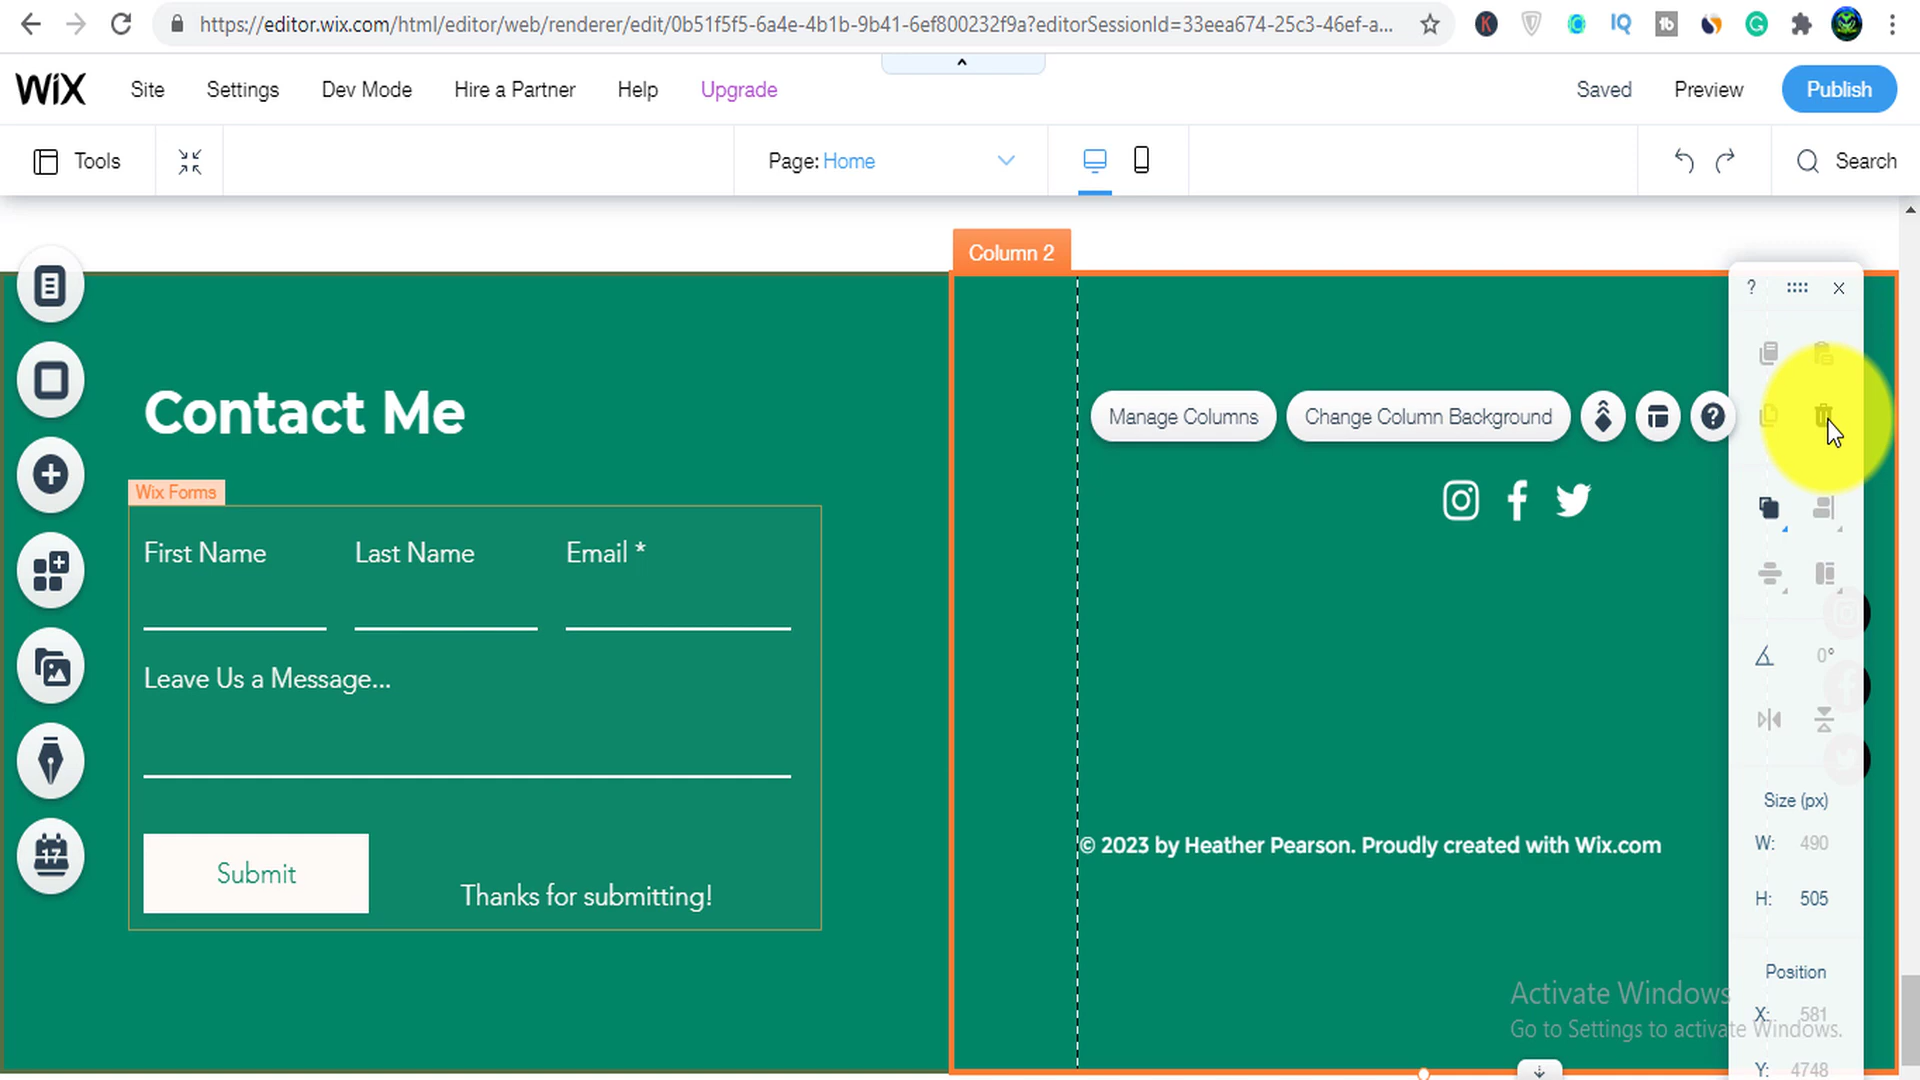 https://editor.wix.com/html/editor/web/renderer/edit/0b51f5f5-6a4e-4b1b-9b41-6ef800232f9a?editorSessionId=33eea674-25c3-46ef-a...
K
IQ
tb
G
WiX
Site
Settings
Dev Mode
Hire a Partner
Help
Upgrade
Saved
Preview
Publish
Tools
Page: Home
Search
Column 2
?
Contact Me
Manage Columns
Change Column Background
?
Wix Forms
First Name
Last Name
Email *
Leave Us a Message...
0°
Size (px)
W: 490
17
Submit
Thanks for submitting!
© 2023 by Heather Pearson. Proudly created with Wix.com
H: 505
Position
X: 581
Y: 4748
Activate Windows
Go to Settings to activate Windows.